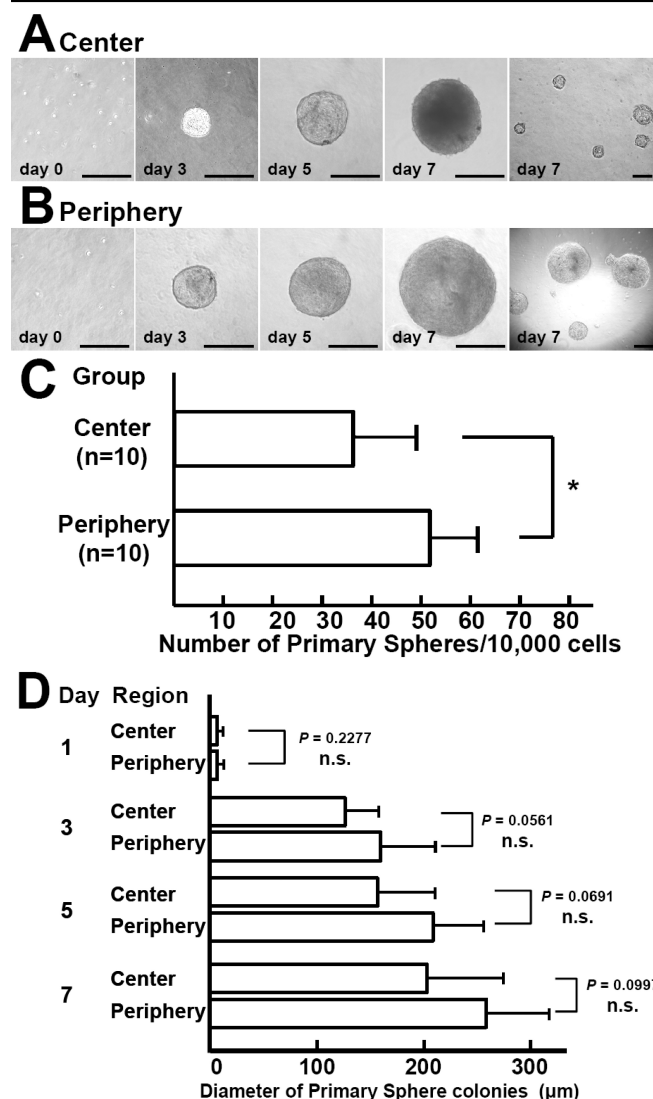 A Center
day 0
day 3
day 5
day 7
day 7
B Periphery
day 0
day 3
day 5
day 7
day 7
C Group
Center
(n=10)
Periphery
(n=10)
*
10 20 30 40 50 60 70 80
Number of Primary Spheres/10,000 cells
D Day Region
1
Center
Periphery
P = 0.2277
n.s.
3
Center
Periphery
P = 0.0561
n.s.
5
Center
Periphery
P = 0.0691
n.s.
7
Center
Periphery
P = 0.0997
n.s.
0 100 200 300
Diameter of Primary Sphere colonies (µm)